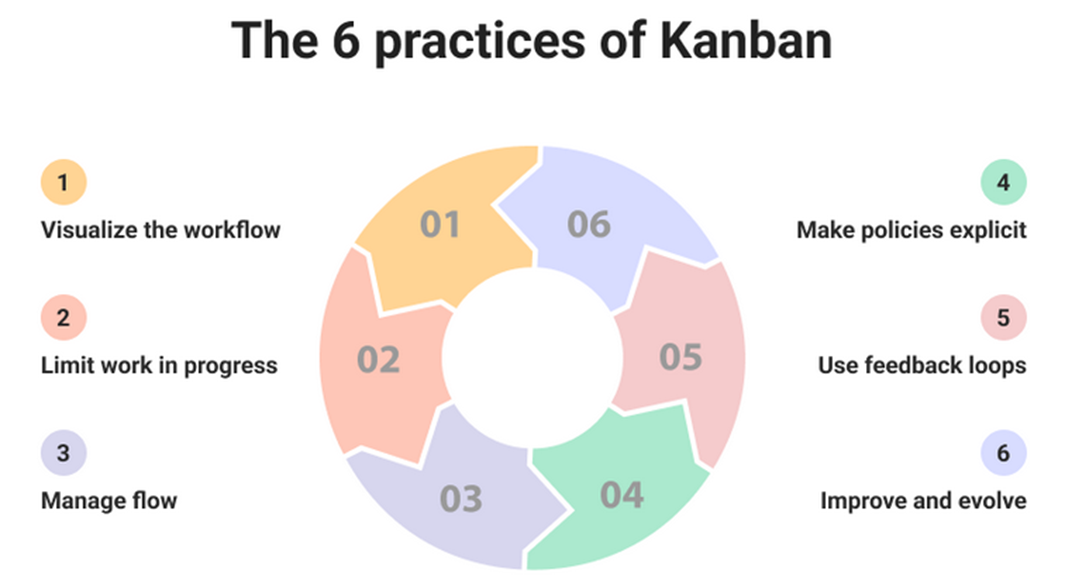 The 6 practices of Kanban
1
Visualize the workflow
2
Limit work in progress
3
Manage flow
01
06
02
05
03
04
4
Make policies explicit
5
Use feedback loops
6
Improve and evolve